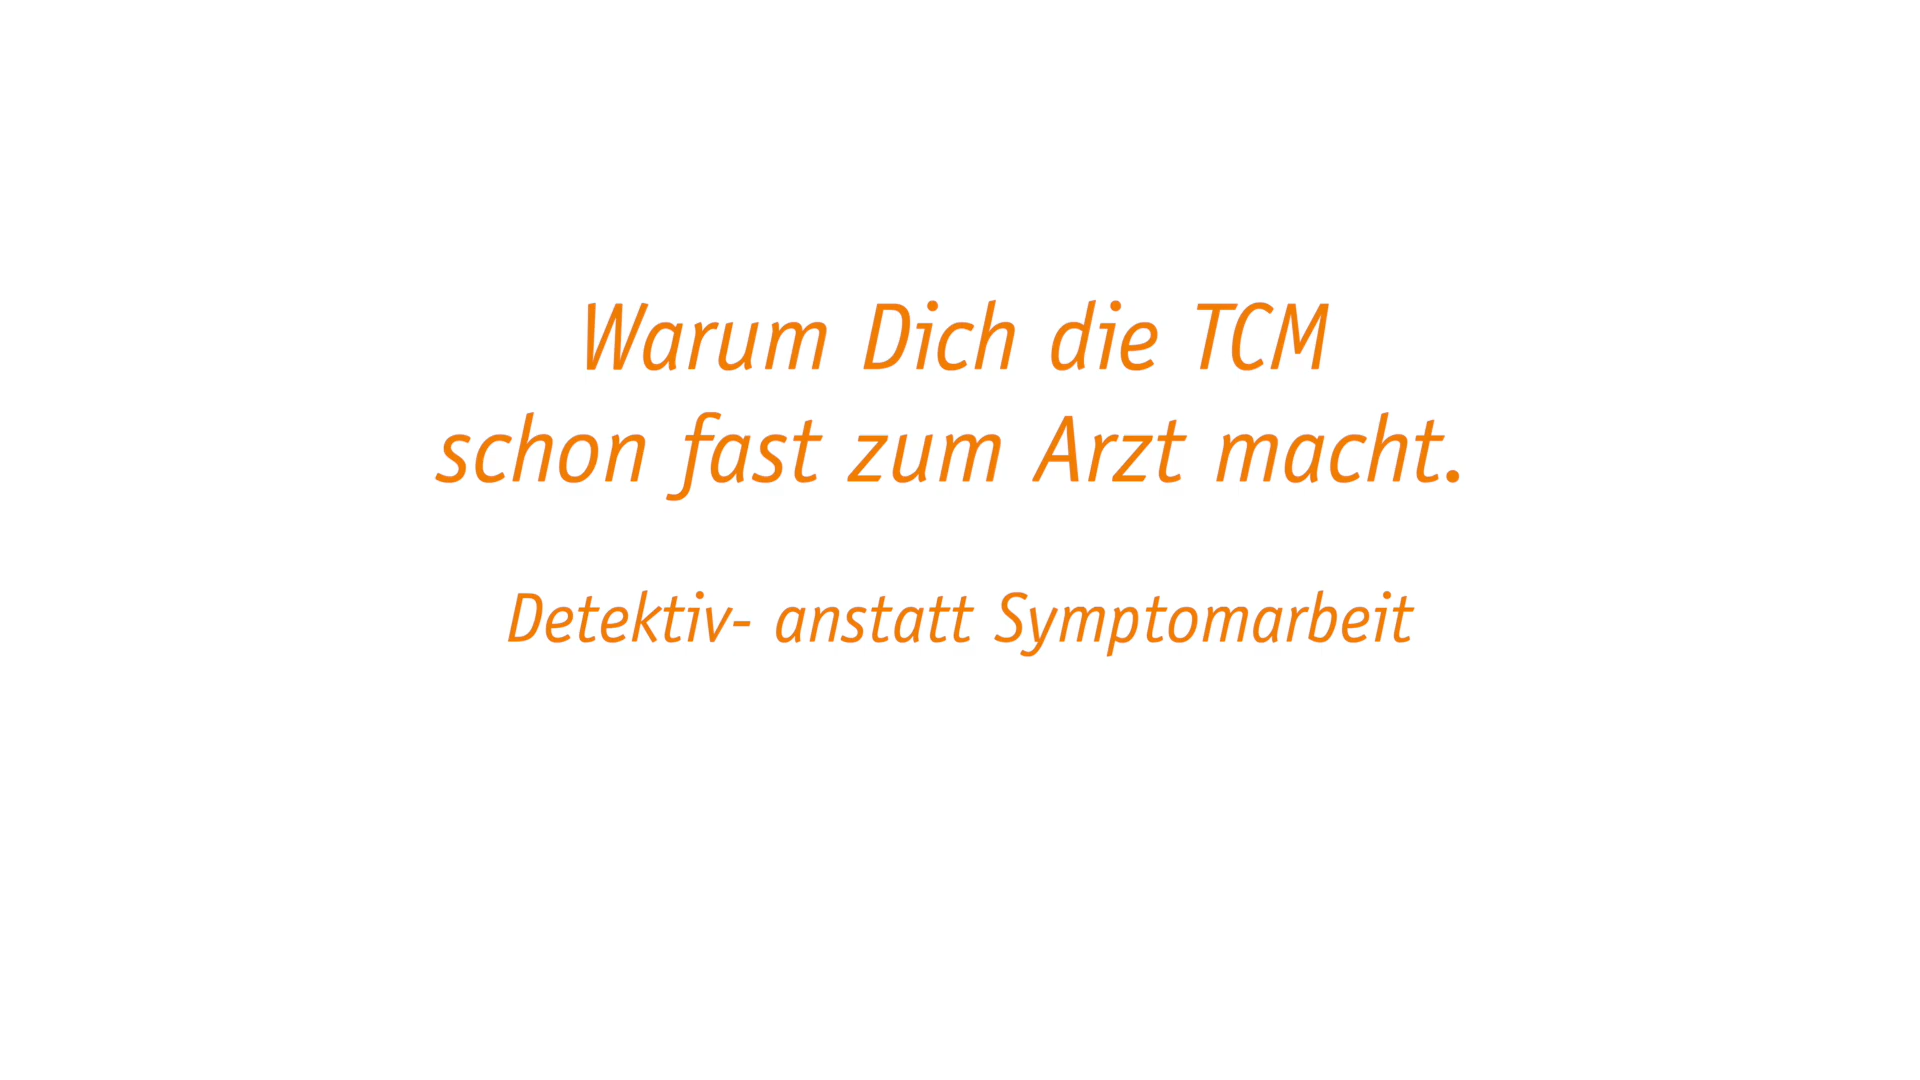 Warum Dich die TCM
schon fast zum Arzt macht.
Detektiv- anstatt Symptomarbeit